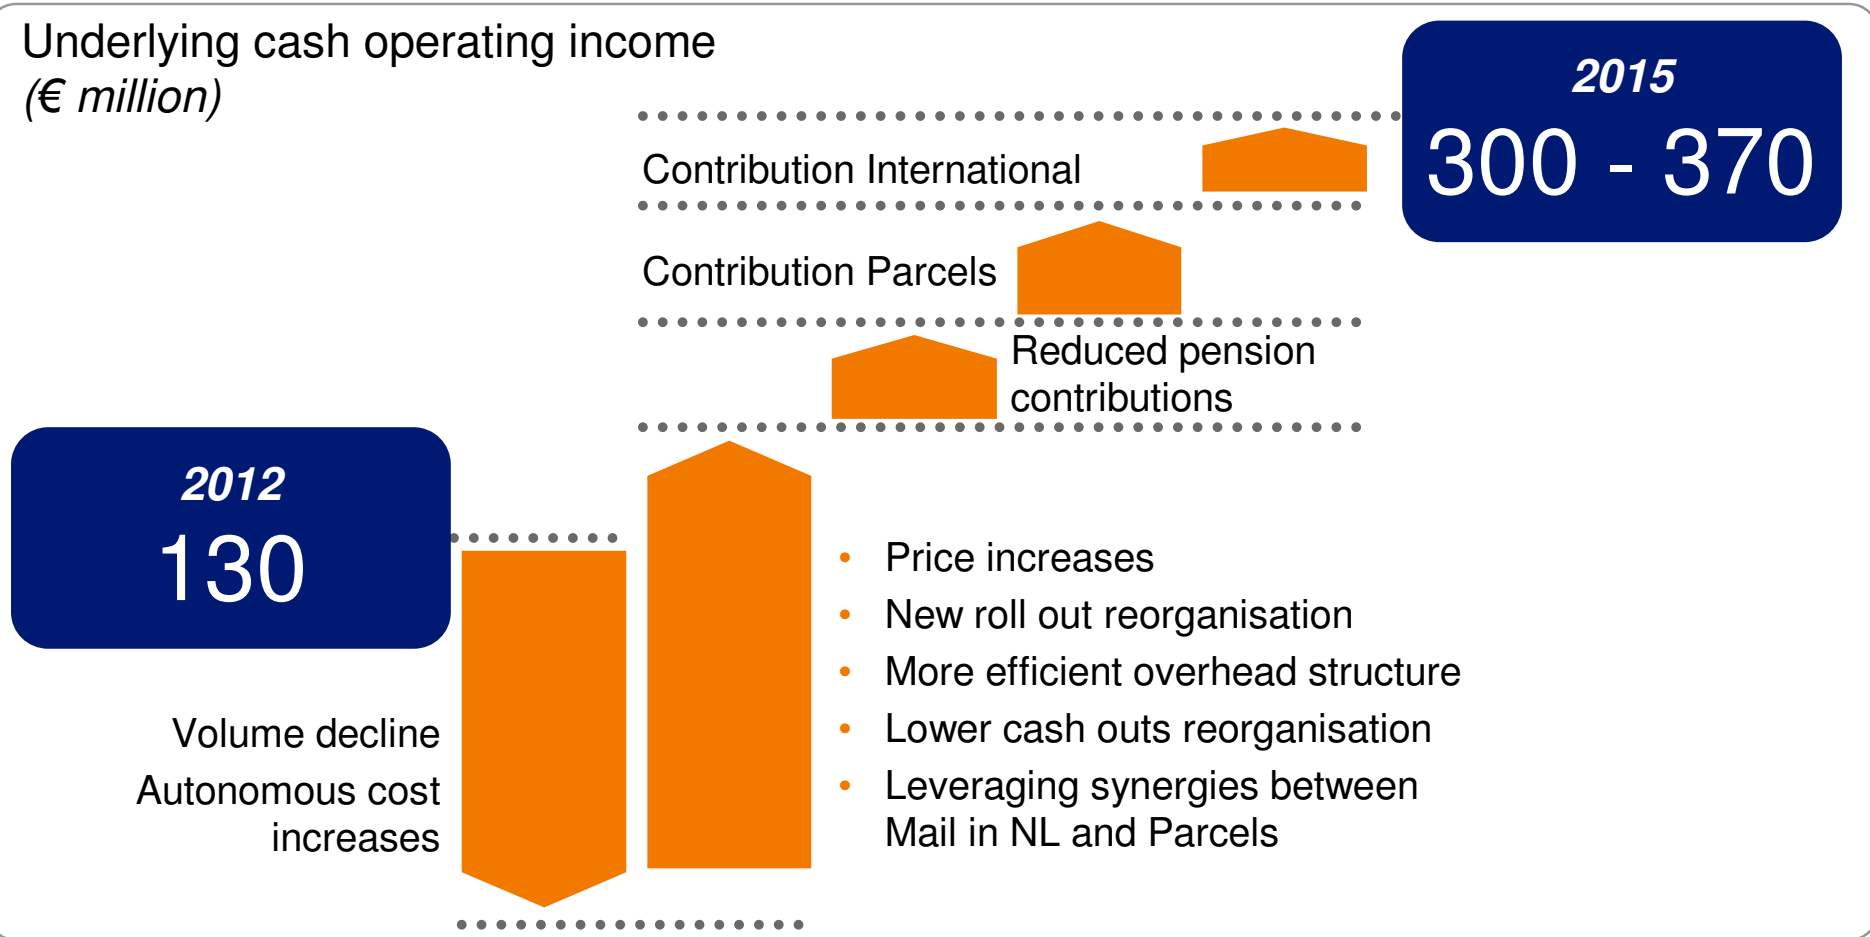 Underlying cash operating income
(€ million)
2015
300 - 370
Contribution International
Contribution Parcels
Reduced pension
contributions
2012
130
Volume decline
Autonomous cost
increases
• Price increases
• New roll out reorganisation
• More efficient overhead structure
• Lower cash outs reorganisation
• Leveraging synergies between
Mail in NL and Parcels